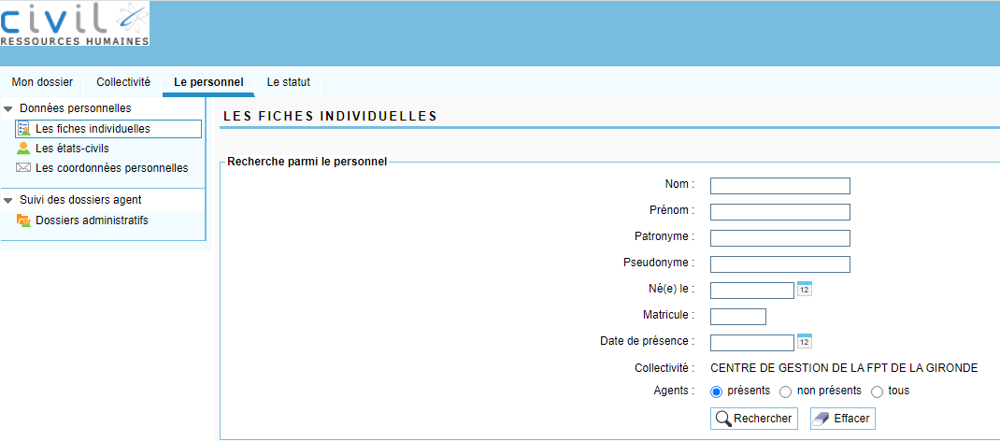 civil
RESSOURCES HUMAINES
Mon dossier Collectivité Le personnel Le statut
Données personnelles
Les fiches individuelles
Les états-civils
Les coordonnées personnelles
Suivi des dossiers agent
Dossiers administratifs
LES FICHES INDIVIDUELLES
Recherche parmi le personnel
Nom :
Prénom :
Patronyme :
Pseudonyme :
Né(e) le : 12
Matricule :
Date de présence : 12
Collectivité : CENTRE DE GESTION DE LA FPT DE LA GIRONDE
Agents : présents non présents tous
Rechercher Effacer